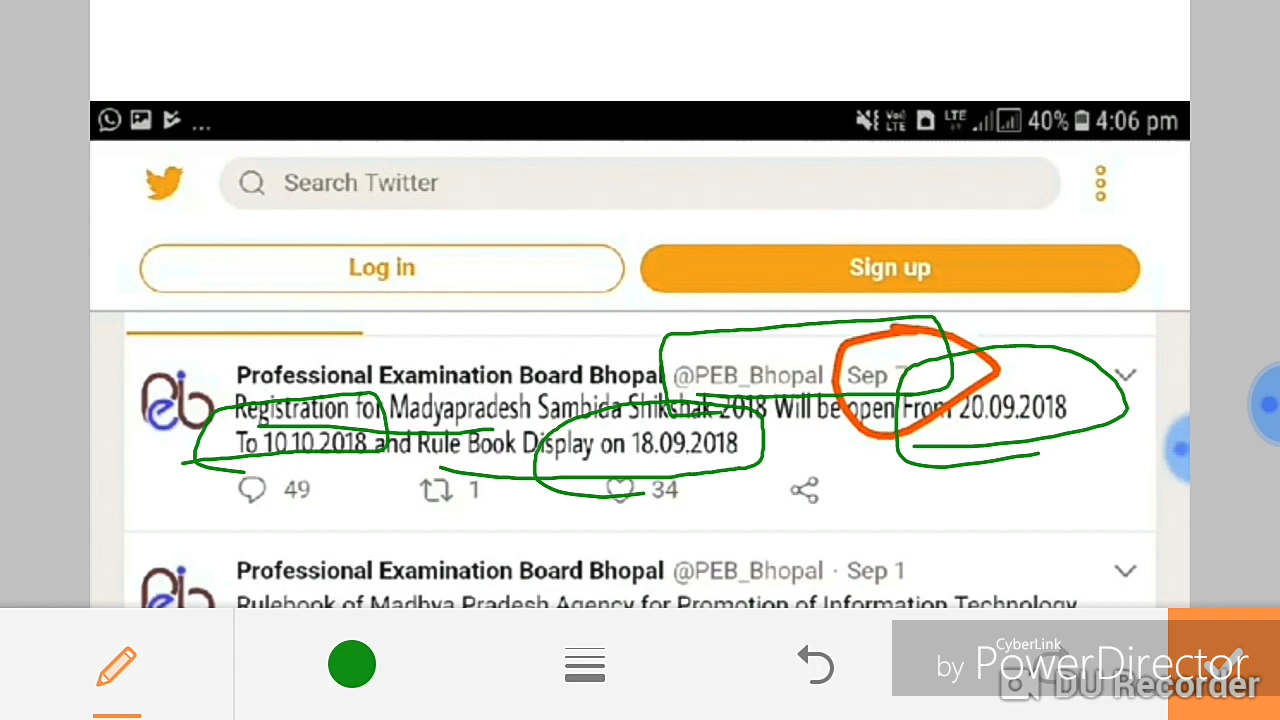 ... LTE 40% 4:06 pm
Search Twitter
Log in
Sign up
Professional Examination Board Bhopal @PEB_Bhopal · Sep 7
Registration for Madyapradesh Samhida Shikshak 2018 Will be open From 20.09.2018
To 10.10.2018 and Rule Book Display on 18.09.2018
49 1 34
Professional Examination Board Bhopal @PEB_Bhopal · Sep 1
Rulebook of Madhya Pradesh Agency for Promotion of Information Technology
CyberLink
by PowerDirector
DU Recorder